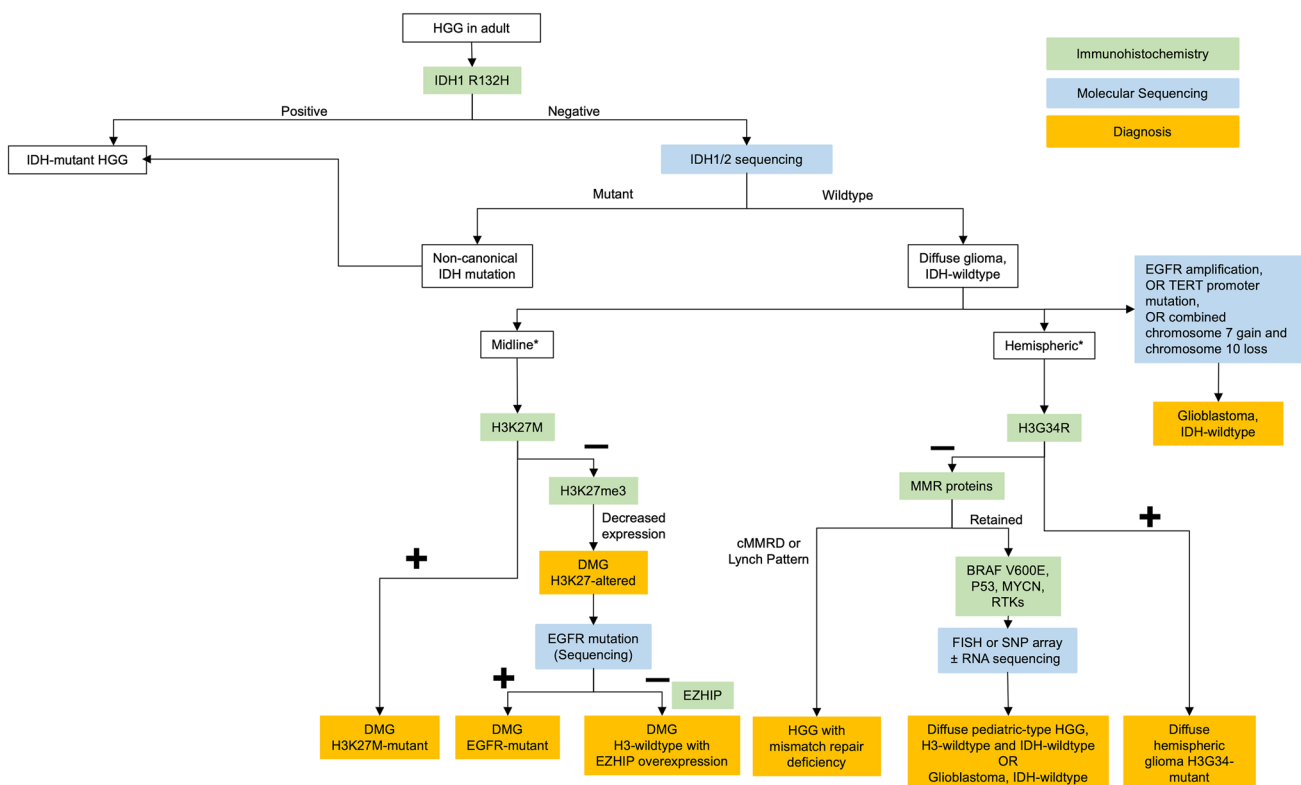 HGG in adult
Immunohistochemistry
IDH1 R132H
Molecular Sequencing
Positive
Negative
Diagnosis
IDH-mutant HGG
IDH1/2 sequencing
Mutant
Wildtype
Non-canonical
IDH mutation
Diffuse glioma,
IDH-wildtype
EGFR amplification,
OR TERT promoter
mutation,
OR combined
chromosome 7 gain and
chromosome 10 loss
Midline*
Hemispheric*
Glioblastoma,
IDH-wildtype
H3K27M
H3G34R
−
−
H3K27me3
MMR proteins
Decreased
expression
cMMRD or
Lynch Pattern
Retained
+
+
DMG
H3K27-altered
BRAF V600E,
P53, MYCN,
RTKs
EGFR mutation
(Sequencing)
FISH or SNP array
± RNA sequencing
+
−
EZHIP
DMG
H3K27M-mutant
DMG
EGFR-mutant
DMG
H3-wildtype with
EZHIP overexpression
HGG with
mismatch repair
deficiency
Diffuse pediatric-type HGG,
H3-wildtype and IDH-wildtype
OR
Glioblastoma, IDH-wildtype
Diffuse
hemispheric
glioma H3G34-
mutant